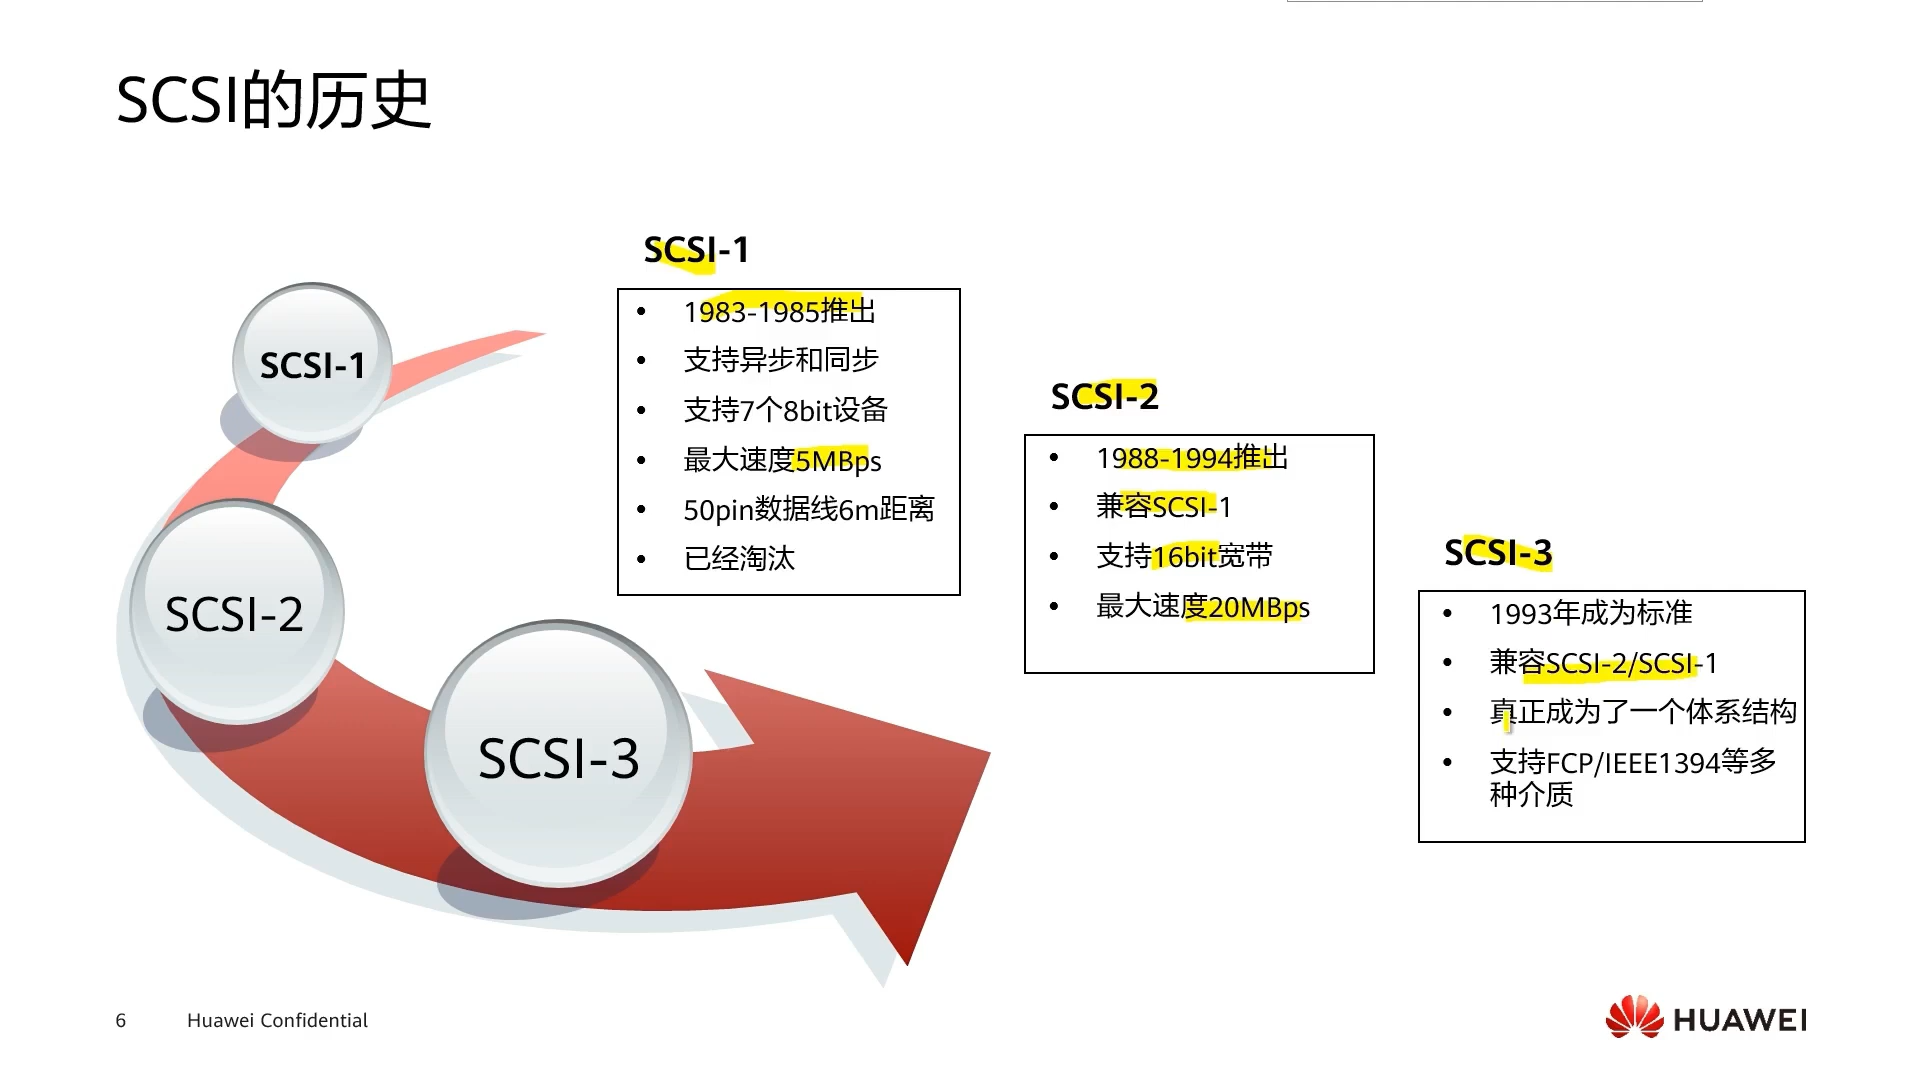 SCSI的历史
SCSI-1
SCSI-2
SCSI-3
SCSI-1
• 1983-1985推出
• 支持异步和同步
• 支持7个8bit设备
• 最大速度5MBps
• 50pin数据线6m距离
• 已经淘汰
SCSI-2
• 1988-1994推出
• 兼容SCSI-1
• 支持16bit宽带
• 最大速度20MBps
SCSI-3
• 1993年成为标准
• 兼容SCSI-2/SCSI-1
• 真正成为了一个体系结构
• 支持FCP/IEEE1394等多
种介质
6 Huawei Confidential
HUAWEI